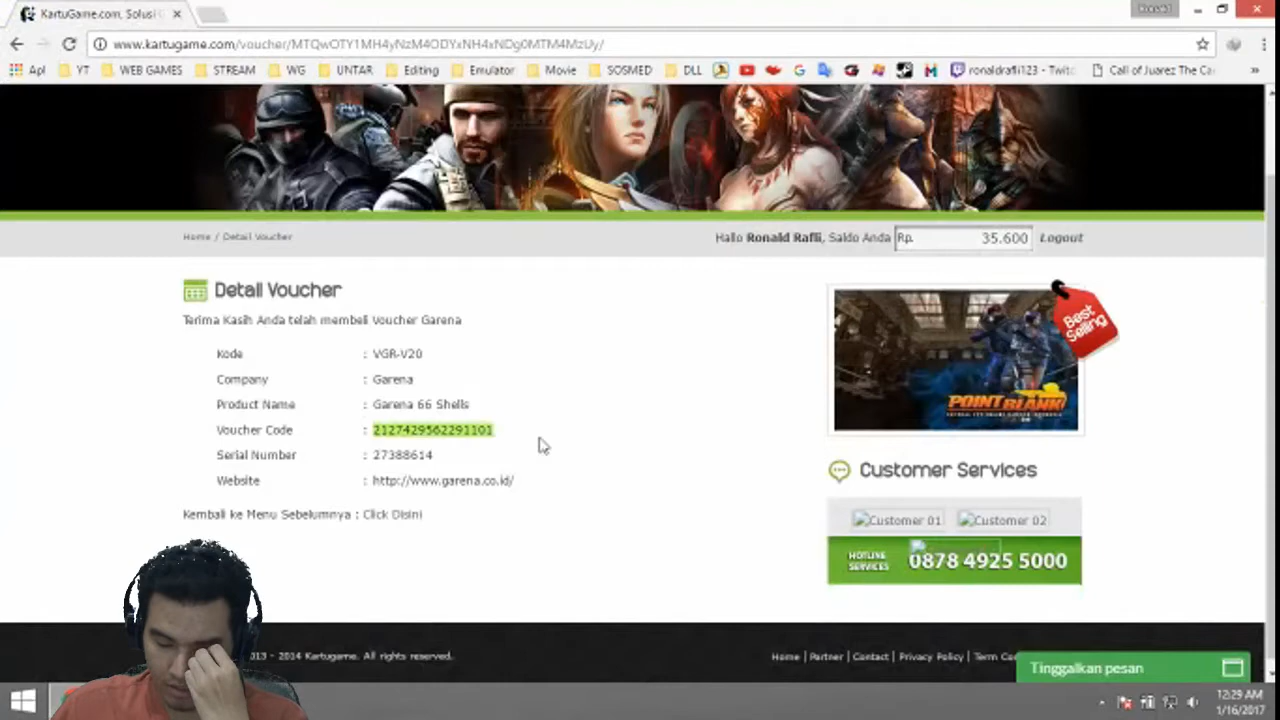 KartuGame.com, Solusi
Ronald
www.kartugame.com/voucher/MTQwOTY1MH4yNzM4ODYxNH4xNDg0MTM4MzUy/
Apl YT WEB GAMES STREAM WG UNTAR Editing Emulator Movie SOSMED DLL ronaldrafli123 - Twitc Call of Juarez The Ca
Home / Detail Voucher
Hallo Ronald Rafli, Saldo Anda Rp. 35.600 Logout
Detail Voucher
Terima Kasih Anda telah membeli Voucher Garena
Kode : VGR-V20
Company : Garena
Product Name : Garena 66 Shells
Voucher Code : 2127429562291101
Serial Number : 27388614
Website : http://www.garena.co.id/
Kembali ke Menu Sebelumnya : Click Disini
Best Selling
POINT BLANK
Customer Services
Customer 01 Customer 02
HOTLINE SERVICES 0878 4925 5000
013 - 2014 Kartugame. All rights reserved.
Home | Partner | Contact | Privacy Policy | Term Co
Tinggalkan pesan
12:29 AM
1/16/2017